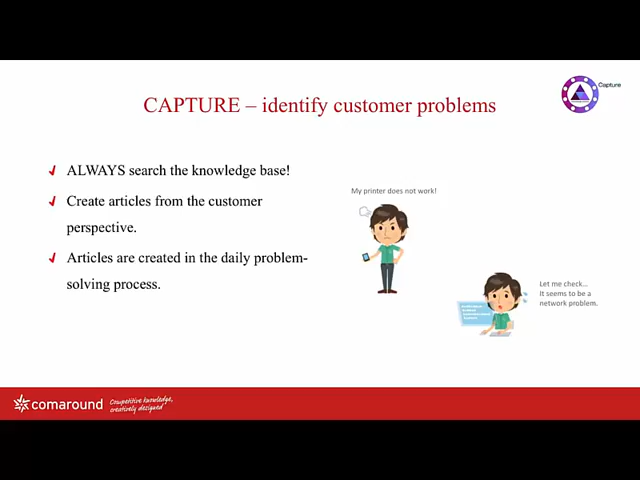 Capture
CAPTURE – identify customer problems
ALWAYS search the knowledge base!
Create articles from the customer
perspective.
Articles are created in the daily problem-
solving process.
My printer does not work!
Let me check...
It seems to be a
network problem.
comaround
Competitive knowledge,
creatively designed